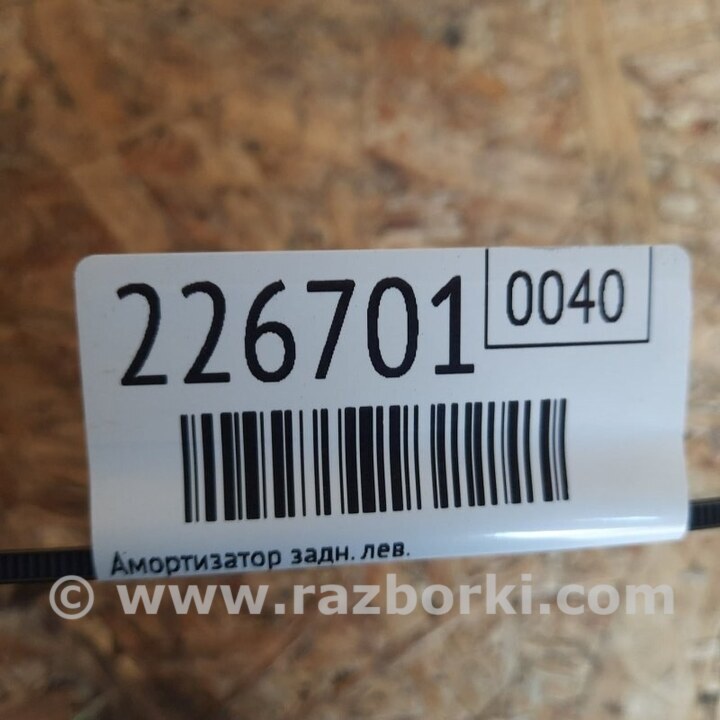 226701 0040
Амортизатор задн. лев.
© www.razborki.com